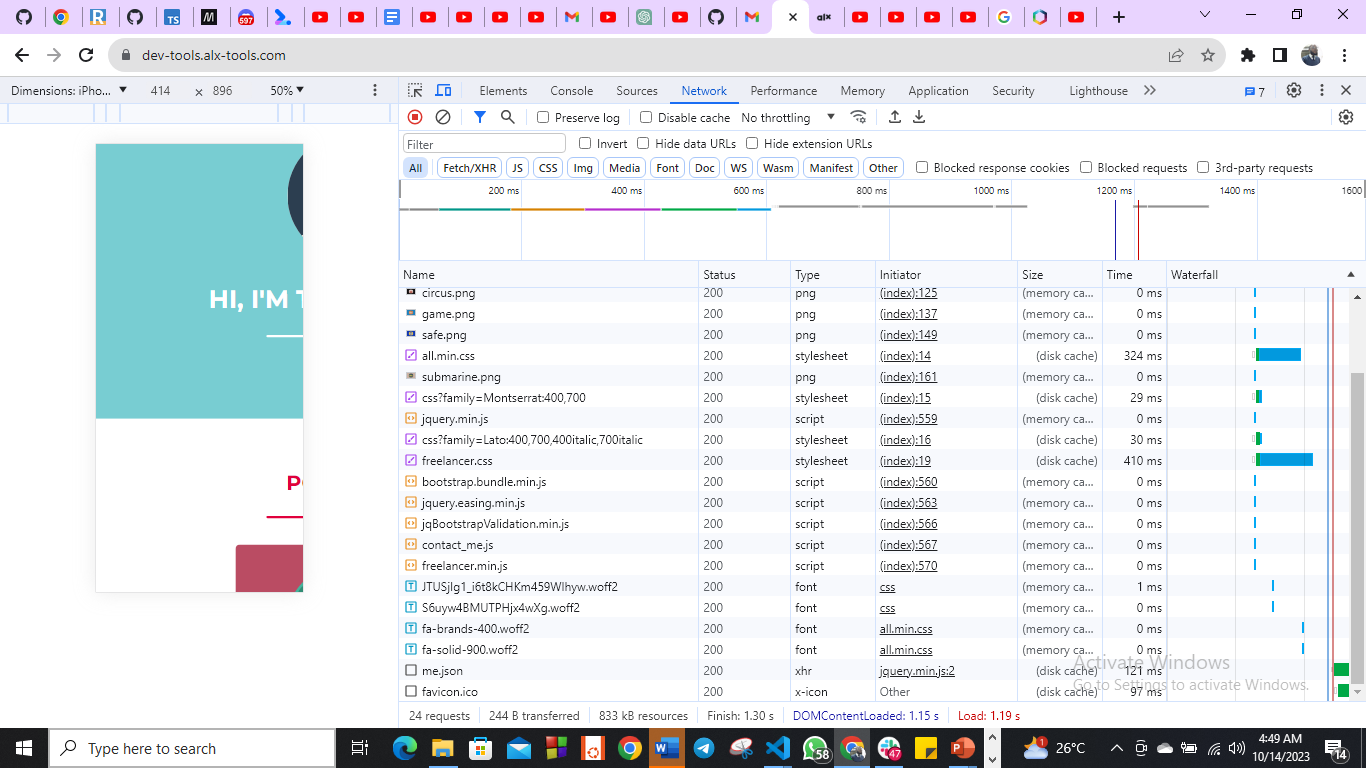 597
alx
dev-tools.alx-tools.com
Dimensions: iPho... 414 × 896 50%
Elements Console Sources Network Performance Memory Application Security Lighthouse 7
Preserve log Disable cache No throttling
Filter Invert Hide data URLs Hide extension URLs
All Fetch/XHR JS CSS Img Media Font Doc WS Wasm Manifest Other Blocked response cookies Blocked requests 3rd-party requests
200 ms 400 ms 600 ms 800 ms 1000 ms 1200 ms 1400 ms 1600
HI, I'M T
Name Status Type Initiator Size Time Waterfall
circus.png 200 png (index):125 (memory ca... 0 ms
game.png 200 png (index):137 (memory ca... 0 ms
safe.png 200 png (index):149 (memory ca... 0 ms
all.min.css 200 stylesheet (index):14 (disk cache) 324 ms
submarine.png 200 png (index):161 (memory ca... 0 ms
css?family=Montserrat:400,700 200 stylesheet (index):15 (disk cache) 29 ms
jquery.min.js 200 script (index):559 (memory ca... 0 ms
css?family=Lato:400,700,400italic,700italic 200 stylesheet (index):16 (disk cache) 30 ms
freelancer.css 200 stylesheet (index):19 (disk cache) 410 ms
bootstrap.bundle.min.js 200 script (index):560 (memory ca... 0 ms
jquery.easing.min.js 200 script (index):563 (memory ca... 0 ms
jqBootstrapValidation.min.js 200 script (index):566 (memory ca... 0 ms
contact_me.js 200 script (index):567 (memory ca... 0 ms
freelancer.min.js 200 script (index):570 (memory ca... 0 ms
JTUSjIg1_i6t8kCHKm459Wlhyw.woff2 200 font css (memory ca... 1 ms
S6uyw4BMUTPHjx4wXg.woff2 200 font css (memory ca... 0 ms
fa-brands-400.woff2 200 font all.min.css (memory ca... 0 ms
fa-solid-900.woff2 200 font all.min.css (memory ca... 0 ms
me.json 200 xhr jquery.min.js:2 (disk cache) 121 ms
favicon.ico 200 x-icon Other (disk cache) 97 ms
Activate Windows
Go to Settings to activate Windows.
24 requests 244 B transferred 833 kB resources Finish: 1.30 s DOMContentLoaded: 1.15 s Load: 1.19 s
Type here to search
58
47
1
26°C
4:49 AM
10/14/2023
14